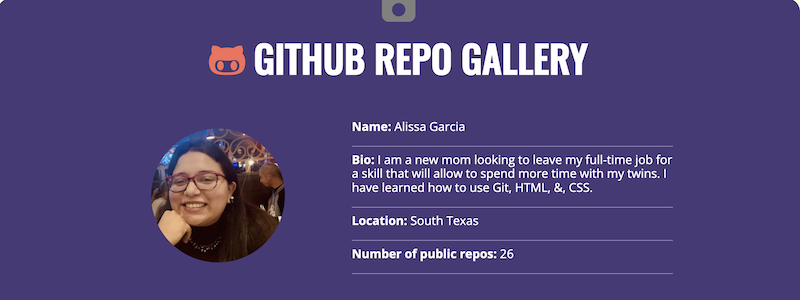 GITHUB REPO GALLERY
Name: Alissa Garcia
Bio: I am a new mom looking to leave my full-time job for
a skill that will allow to spend more time with my twins. I
have learned how to use Git, HTML, &, CSS.
Location: South Texas
Number of public repos: 26